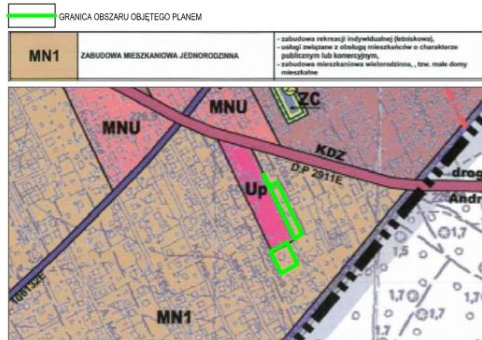 GRANICA OBSZARU OBJĘTEGO PLANEM
MN1
ZABUDOWA MIESZKANIOWA JEDNORODZINNA
- zabudowa rekreacji indywidualnej (letniskowa),
- usługi związane z obsługą mieszkańców o charakterze
publicznym lub komercyjnym,
- zabudowa mieszkaniowa wielorodzinna, , tzw. małe domy
mieszkalne
MNU
MNU
ZC
KDZ
D.P 2911E
drog
Andr
Up
1,7
1,5
1,7
1,7
1,7
MN1